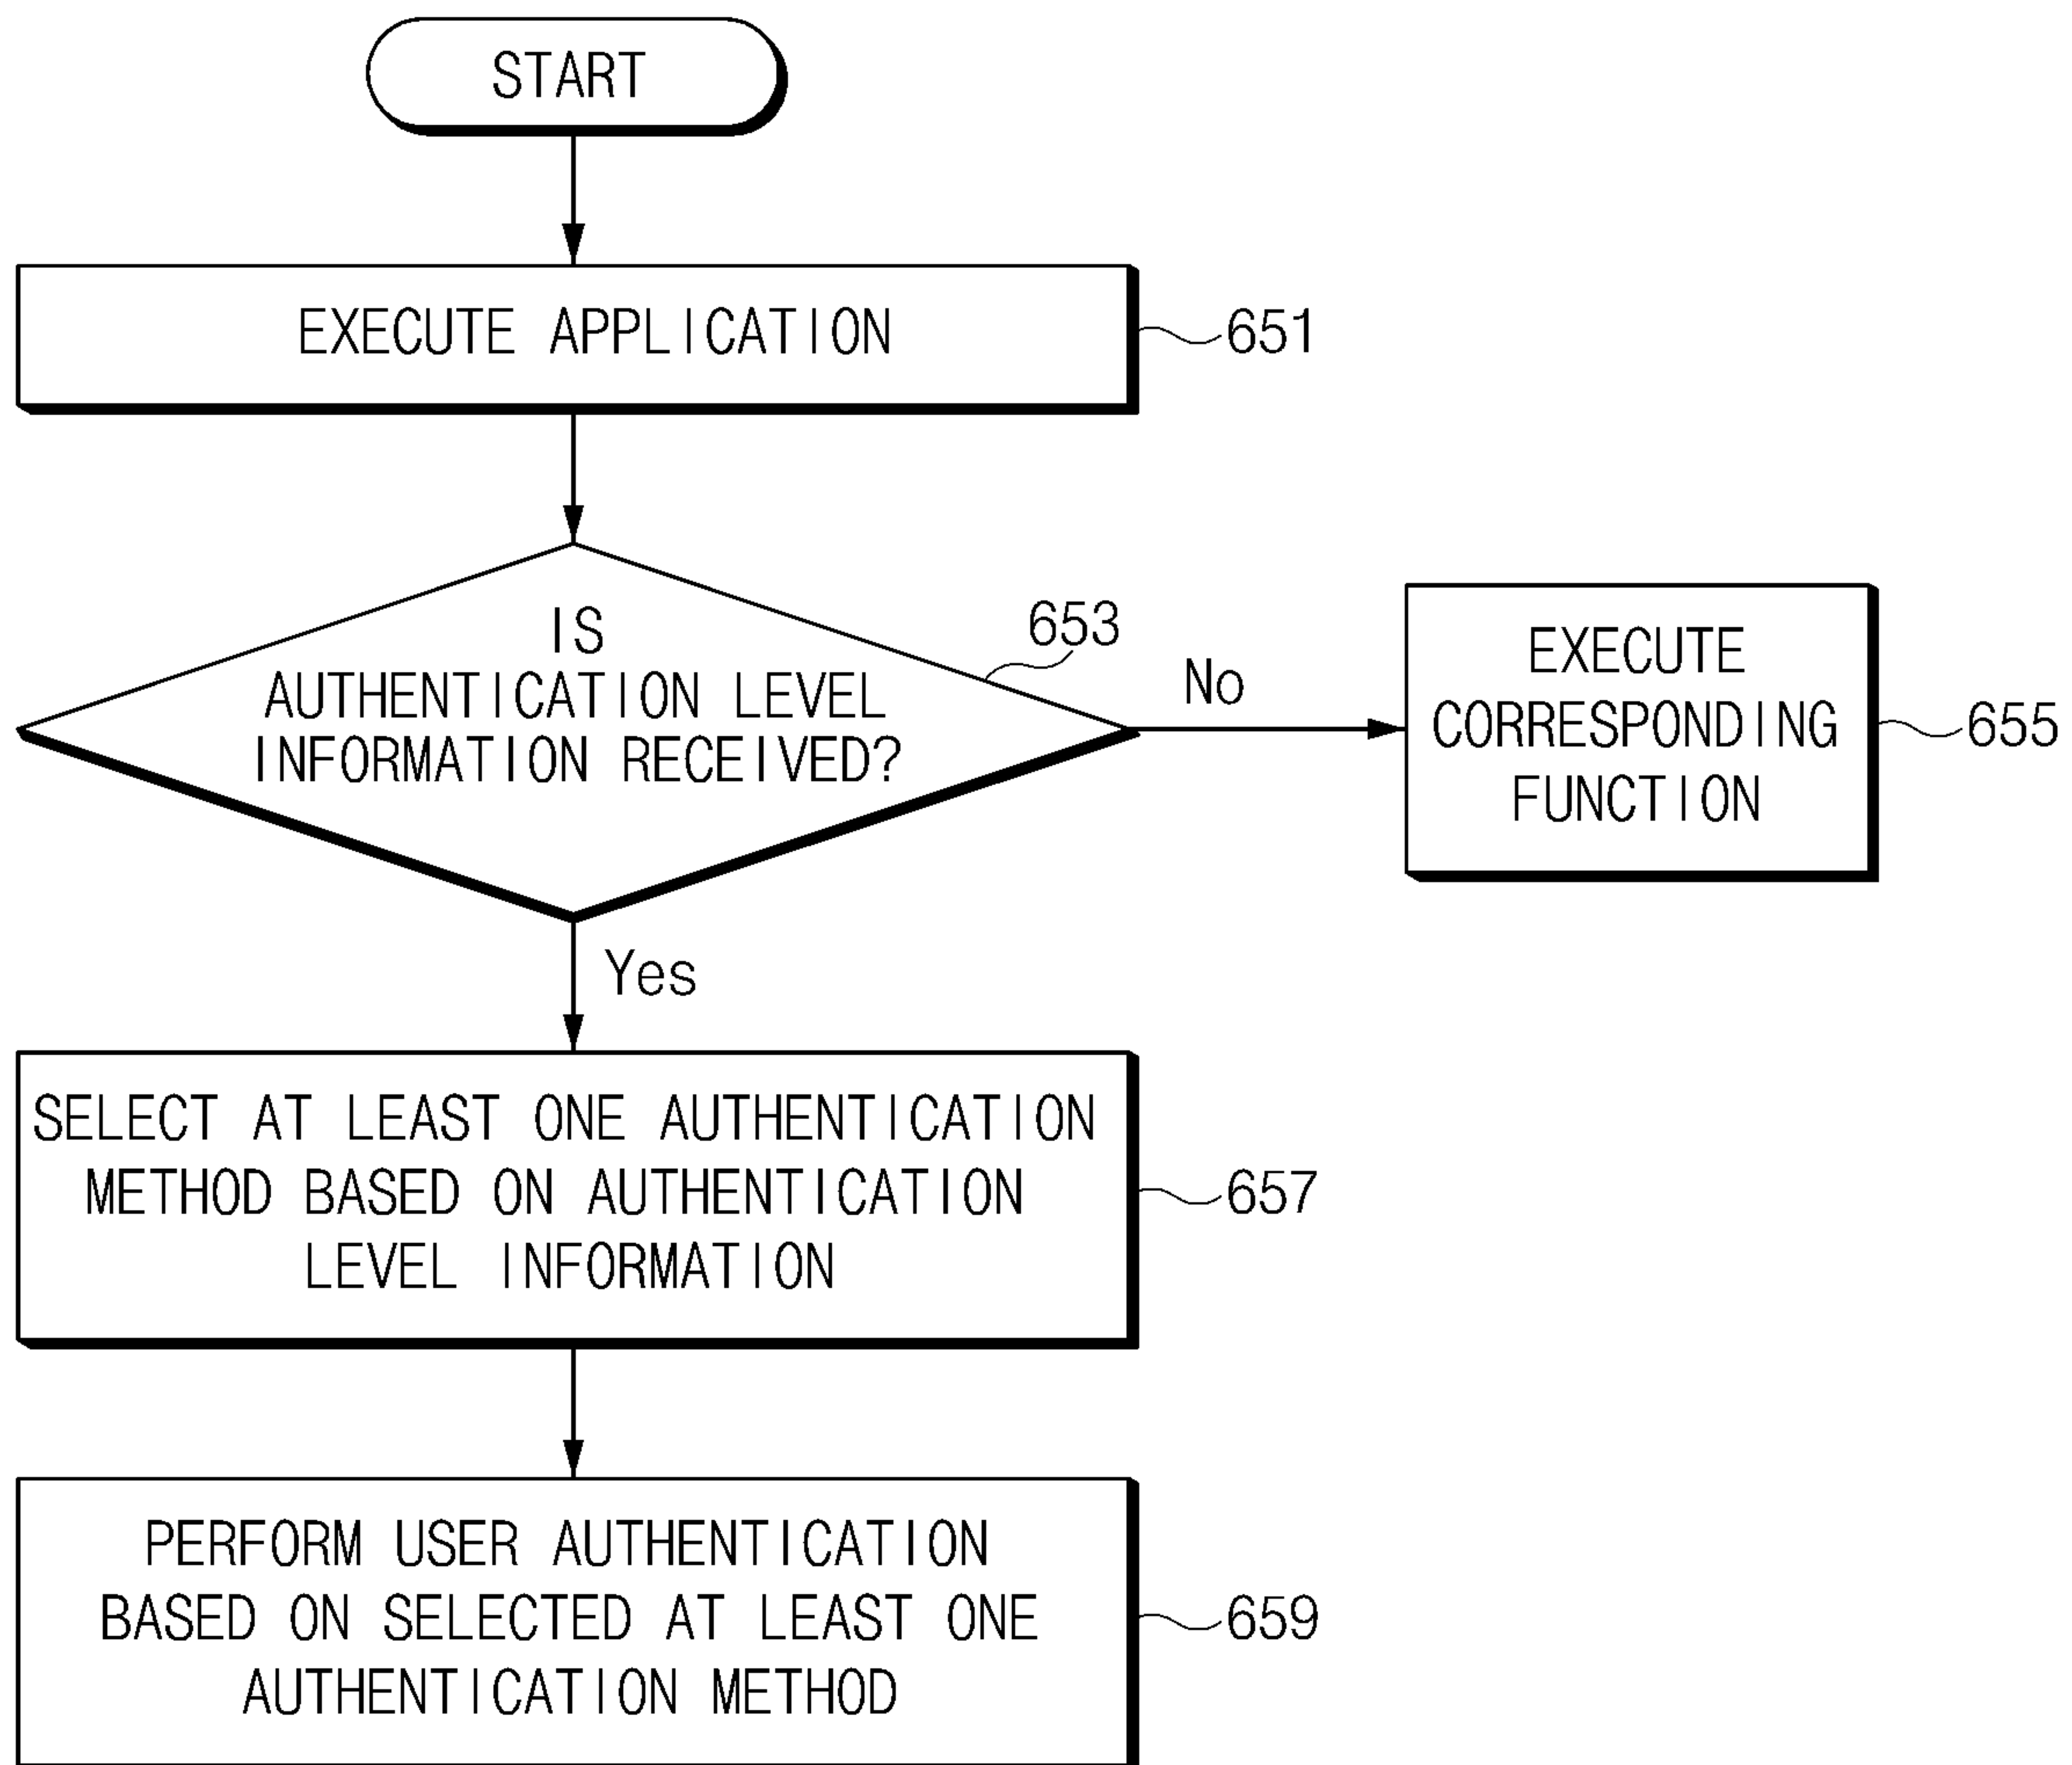 START
EXECUTE APPLICATION
651
IS
AUTHENTICATION LEVEL
INFORMATION RECEIVED?
653
No
EXECUTE
CORRESPONDING
FUNCTION
655
Yes
SELECT AT LEAST ONE AUTHENTICATION
METHOD BASED ON AUTHENTICATION
LEVEL INFORMATION
657
PERFORM USER AUTHENTICATION
BASED ON SELECTED AT LEAST ONE
AUTHENTICATION METHOD
659